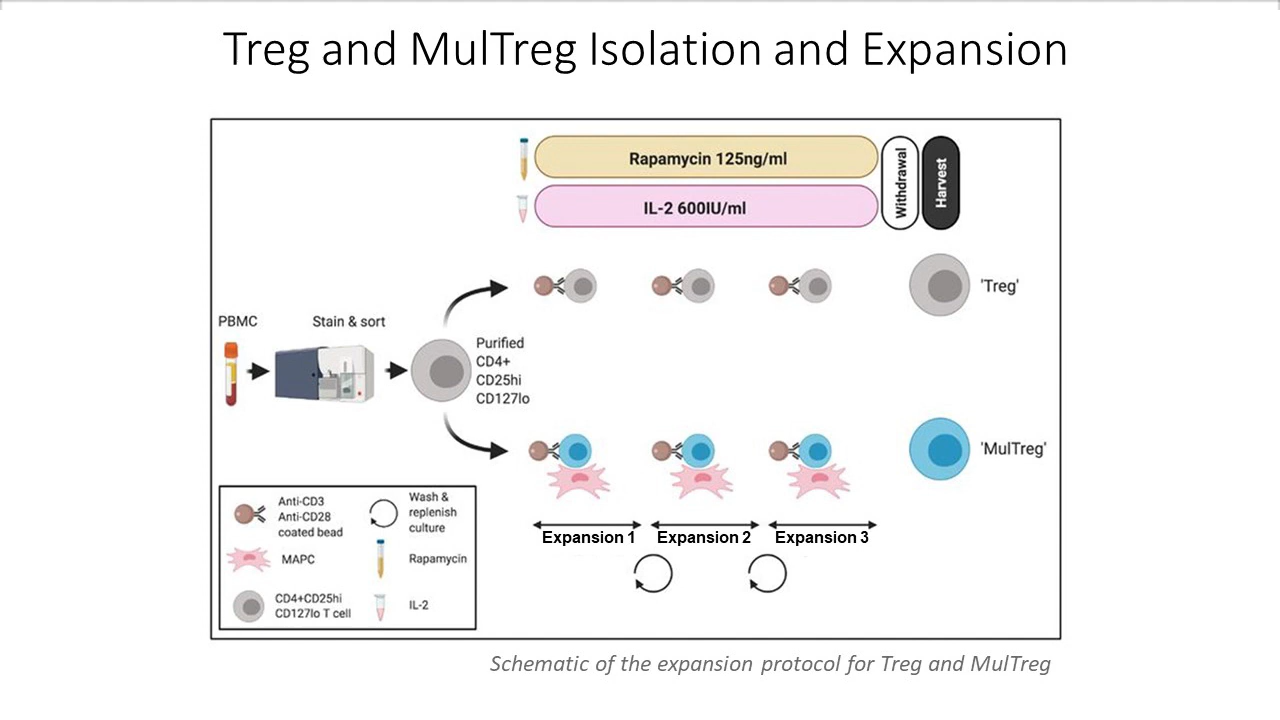 Treg and MulTreg Isolation and Expansion
Rapamycin 125ng/ml
IL-2 600IU/ml
Withdrawal
Harvest
'Treg'
PBMC
Stain & sort
Purified
CD4+
CD25hi
CD127lo
'MulTreg'
Expansion 1
Expansion 2
Expansion 3
Anti-CD3
Anti-CD28
coated bead
MAPC
CD4+CD25hi
CD127lo T cell
Wash &
replenish
culture
Rapamycin
IL-2
Schematic of the expansion protocol for Treg and MulTreg